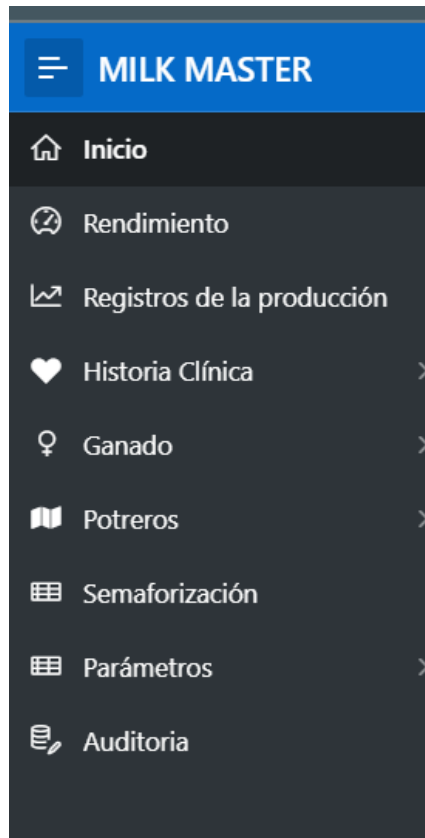 MILK MASTER
Inicio
Rendimiento
Registros de la producción
Historia Clínica
Ganado
Potreros
Semaforización
Parámetros
Auditoria